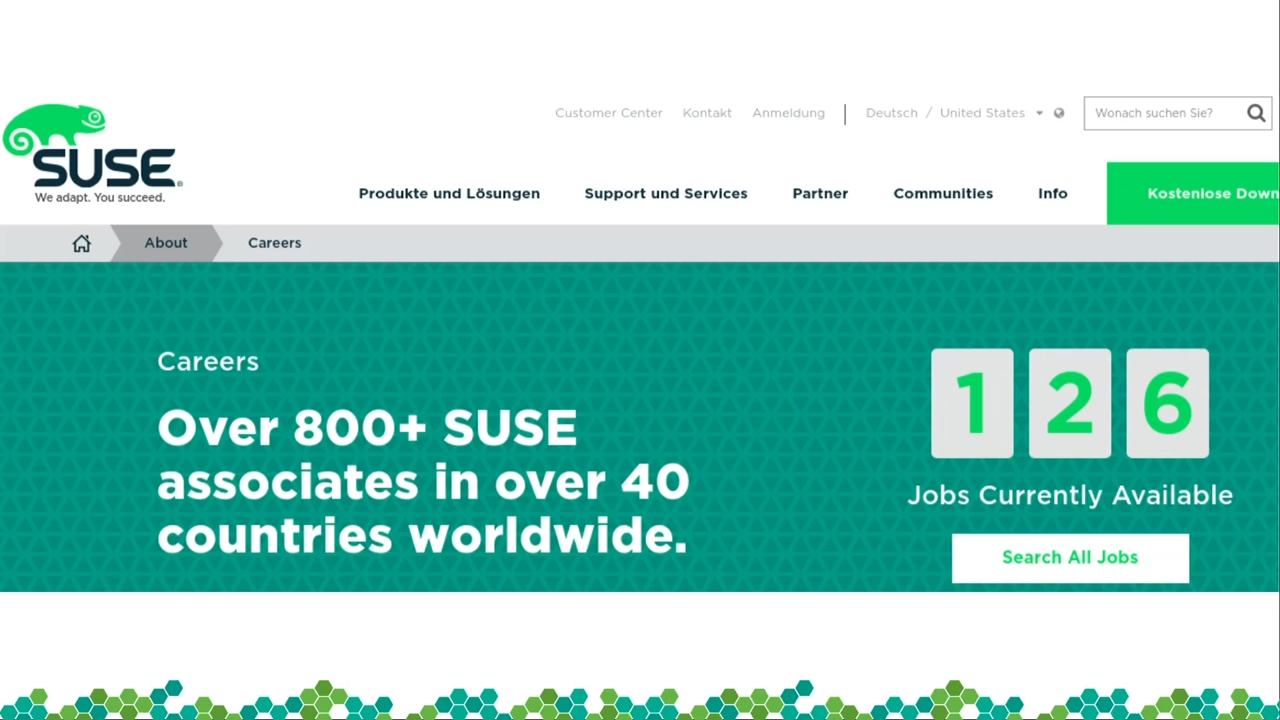 Customer Center Kontakt Anmeldung Deutsch / United States Wonach suchen Sie?
SUSE®
We adapt. You succeed.
Produkte und Lösungen Support und Services Partner Communities Info Kostenlose Down
About Careers
Careers
Over 800+ SUSE
associates in over 40
countries worldwide.
1 2 6
Jobs Currently Available
Search All Jobs